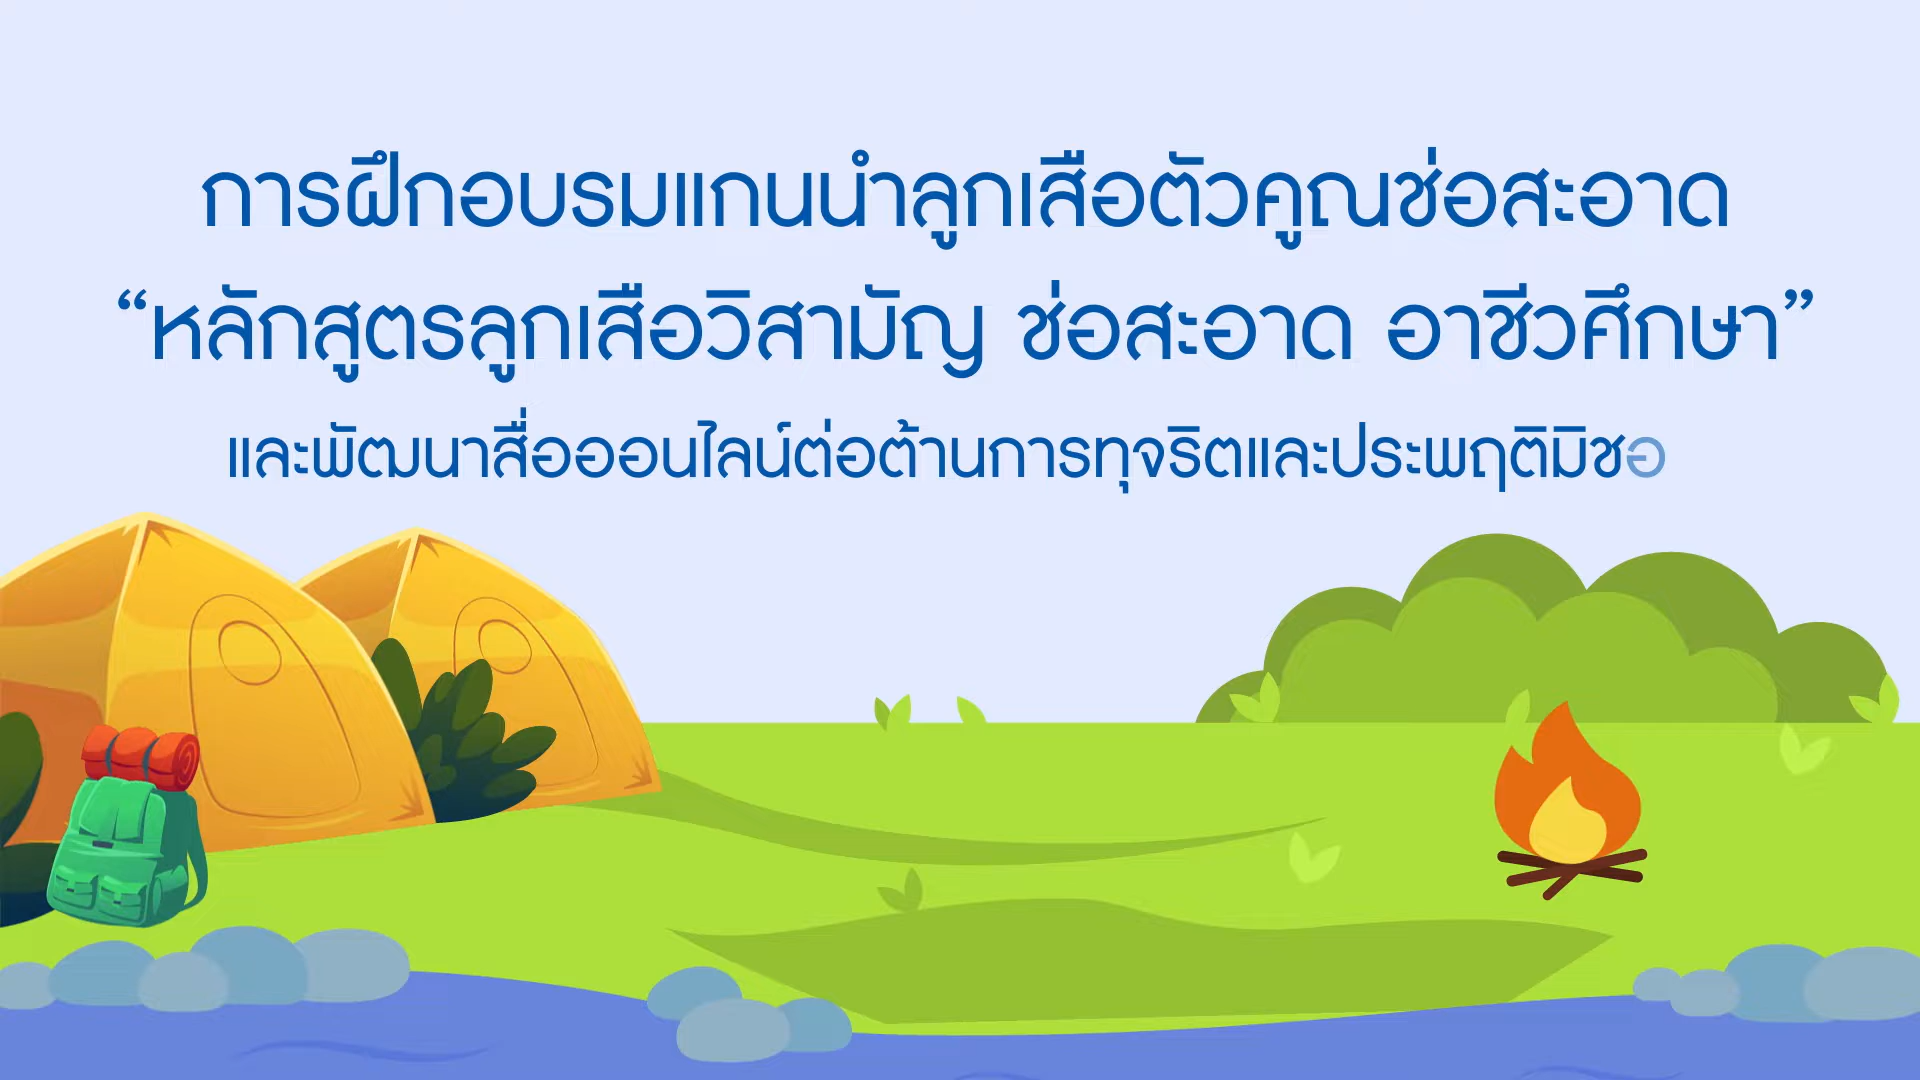 การฝึกอบรมแกนนำลูกเสือตัวคูณช่อสะอาด
“หลักสูตรลูกเสือวิสามัญ ช่อสะอาด อาชีวศึกษา”
และพัฒนาสื่อออนไลน์ต่อต้านการทุจริตและประพฤติมิชอ